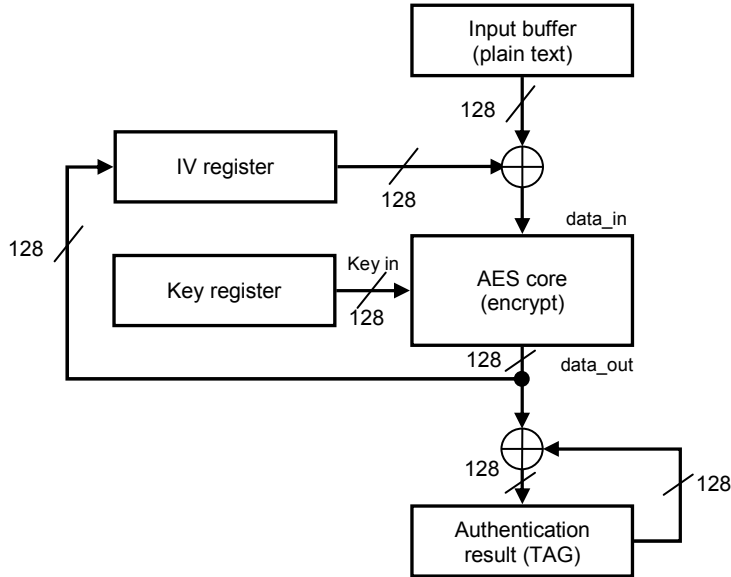 Input buffer
(plain text)
128
IV register
128
data_in
128
Key in
Key register
128
AES core
(encrypt)
128
data_out
128
128
Authentication
result (TAG)